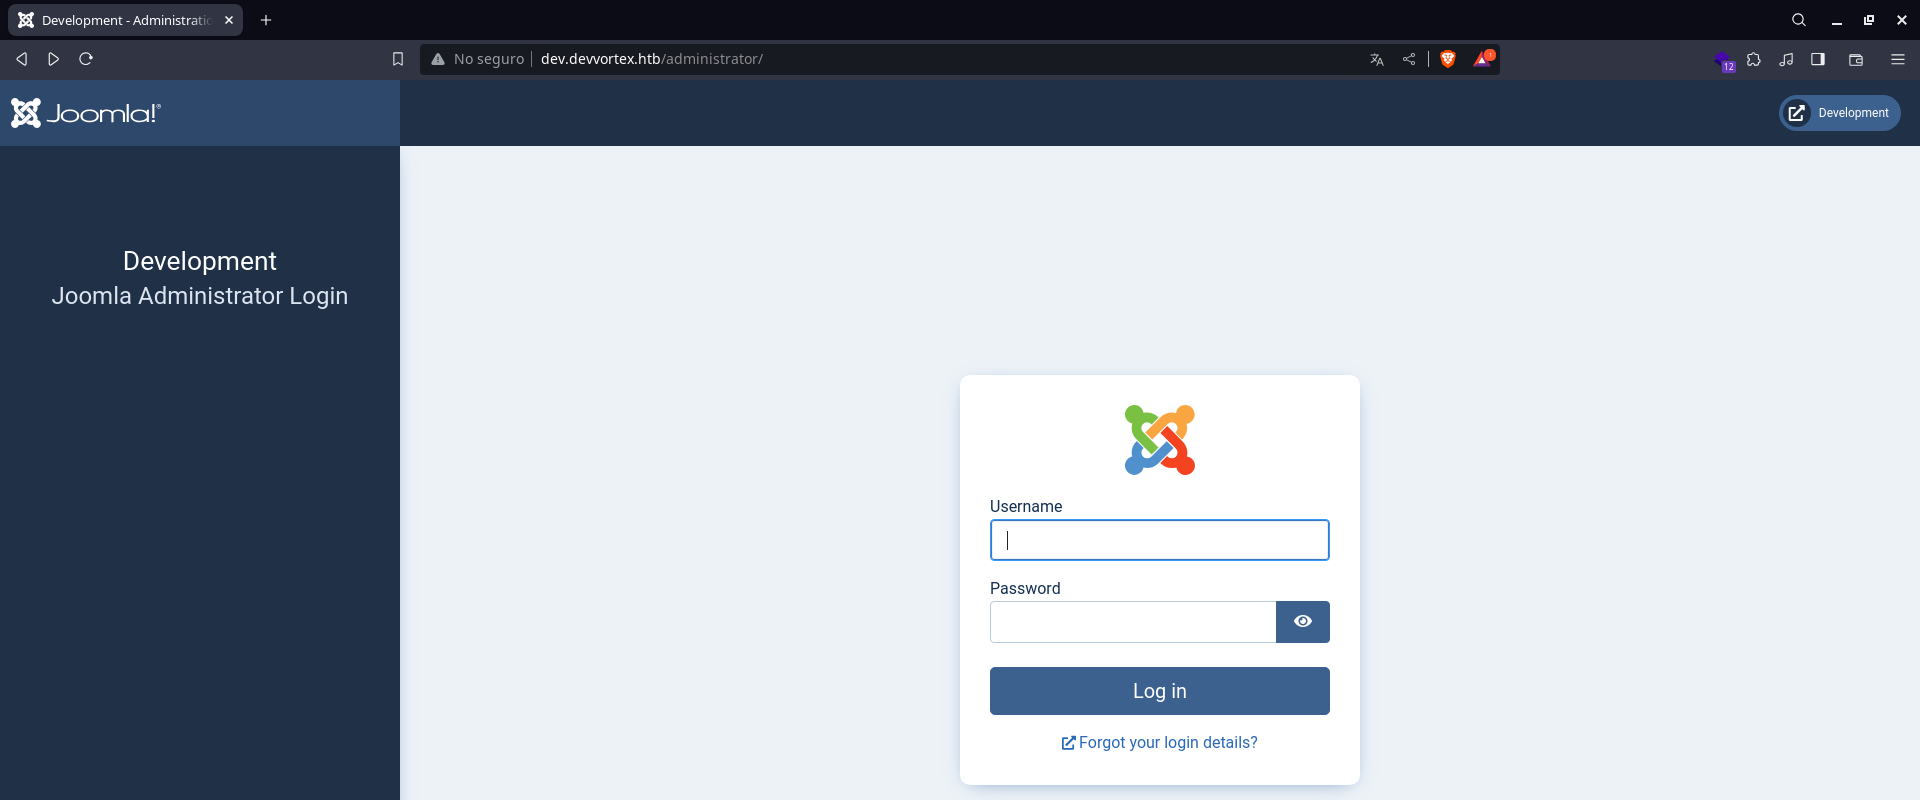 Development - Administratio
No seguro dev.devvortex.htb/administrator/
1
12
Joomla!®
Development
Development
Joomla Administrator Login
Username
Password
Log in
Forgot your login details?